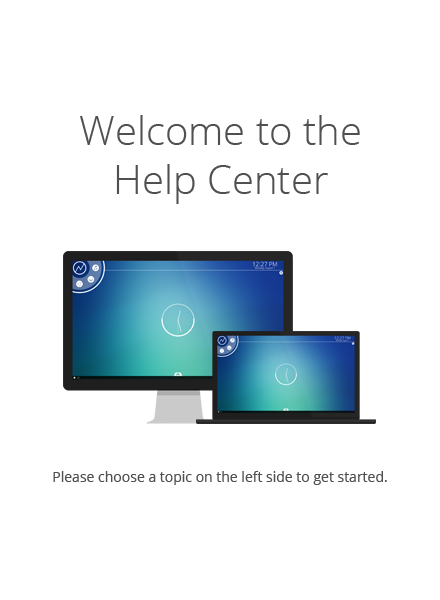 Welcome to the
Help Center
12:27 PM
12:27 PM
Please choose a topic on the left side to get started.